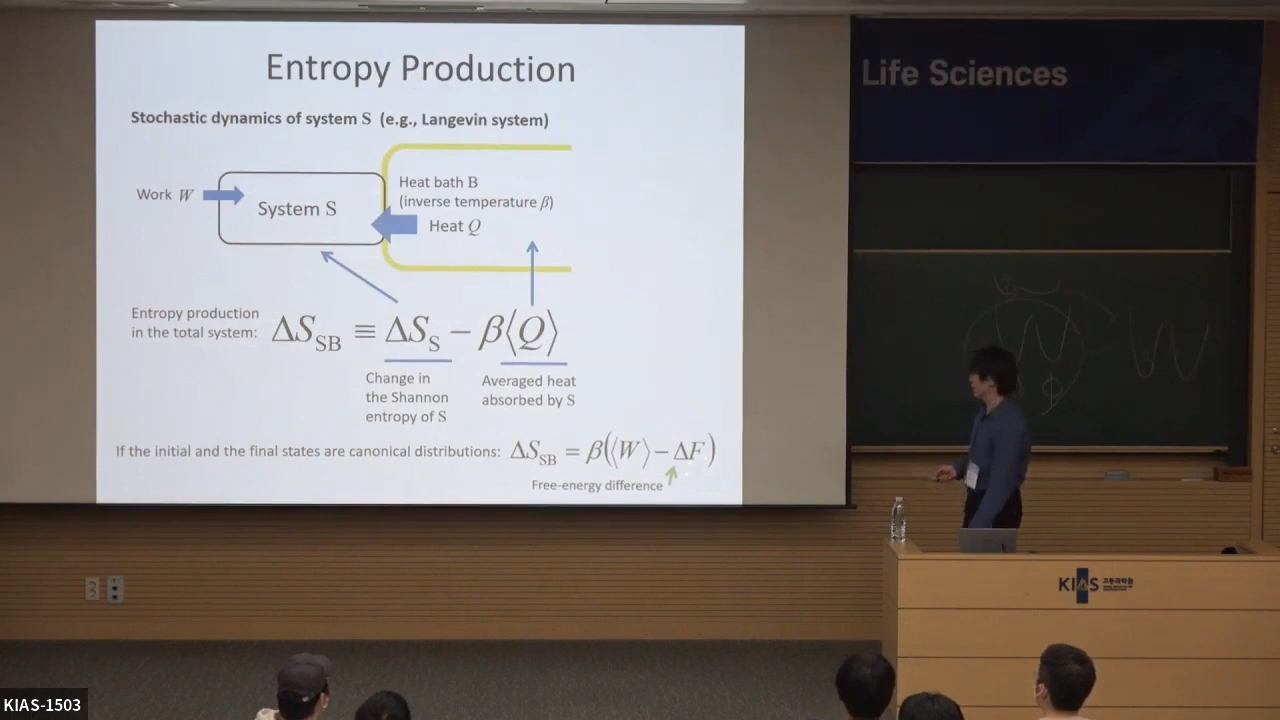 Entropy Production
Stochastic dynamics of system S (e.g., Langevin system)
Work W
System S
Heat bath B
(inverse temperature β)
Heat Q
Entropy production
in the total system:
ΔS_SB ≡ ΔS_S − β⟨Q⟩
Change in
the Shannon
entropy of S
Averaged heat
absorbed by S
If the initial and the final states are canonical distributions: ΔS_SB = β(⟨W⟩ − ΔF)
Free-energy difference
Life Sciences
KIAS 고등과학원
KIAS-1503